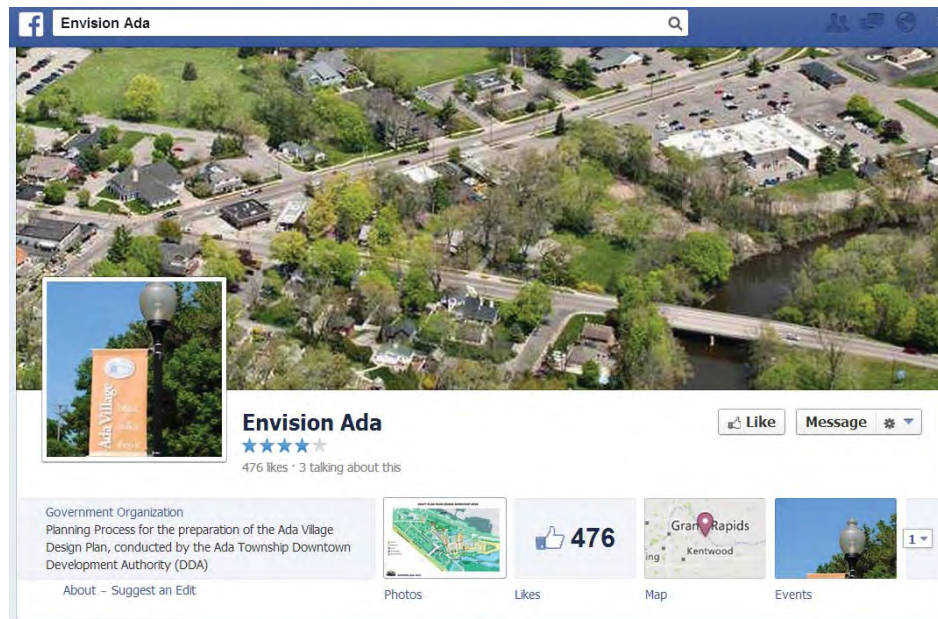 Envision Ada
Ada Village
Envision Ada
476 likes · 3 talking about this
Like
Message
Government Organization
Planning Process for the preparation of the Ada Village
Design Plan, conducted by the Ada Township Downtown
Development Authority (DDA)
About – Suggest an Edit
476
Grand Rapids
Kentwood
ing
1
Photos
Likes
Map
Events